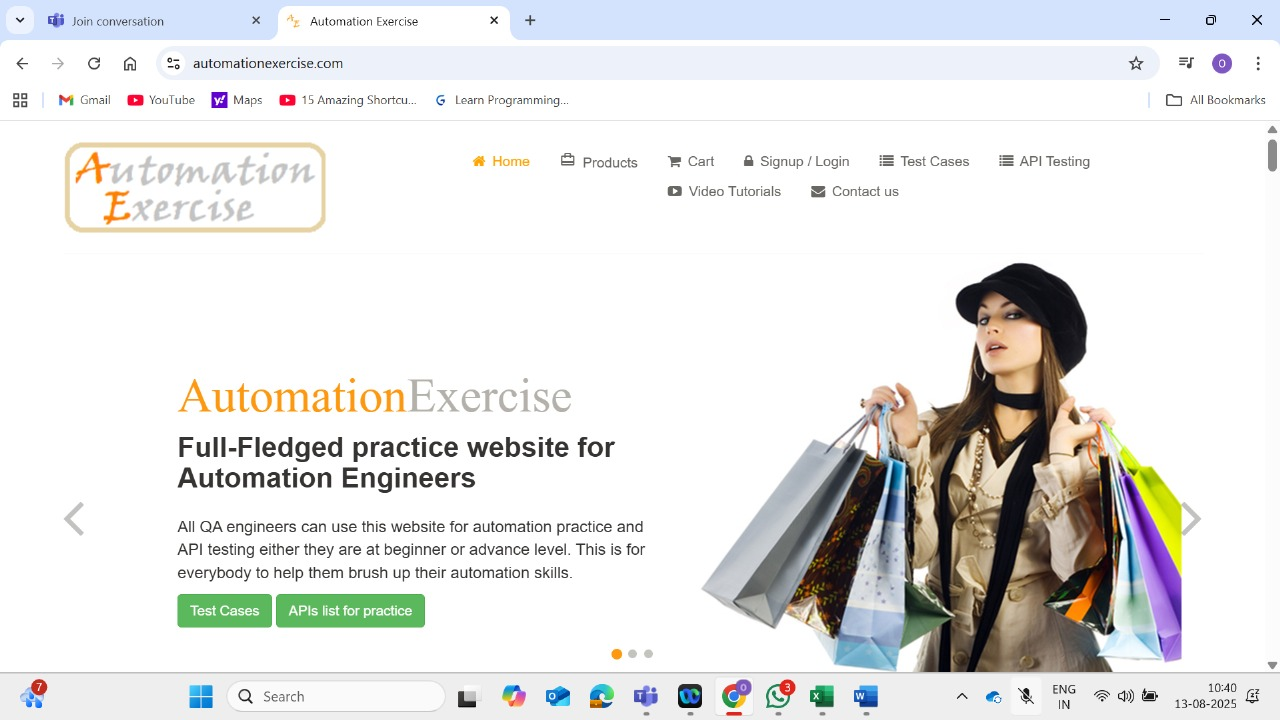 Join conversation
Automation Exercise
automationexercise.com
O
Gmail
YouTube
Maps
15 Amazing Shortcu...
Learn Programming...
All Bookmarks
Automation
Exercise
Home
Products
Cart
Signup / Login
Test Cases
API Testing
Video Tutorials
Contact us
AutomationExercise
Full-Fledged practice website for
Automation Engineers
All QA engineers can use this website for automation practice and
API testing either they are at beginner or advance level. This is for
everybody to help them brush up their automation skills.
Test Cases
APIs list for practice
7
Search
3
ENG
IN
10:40
13-08-2025